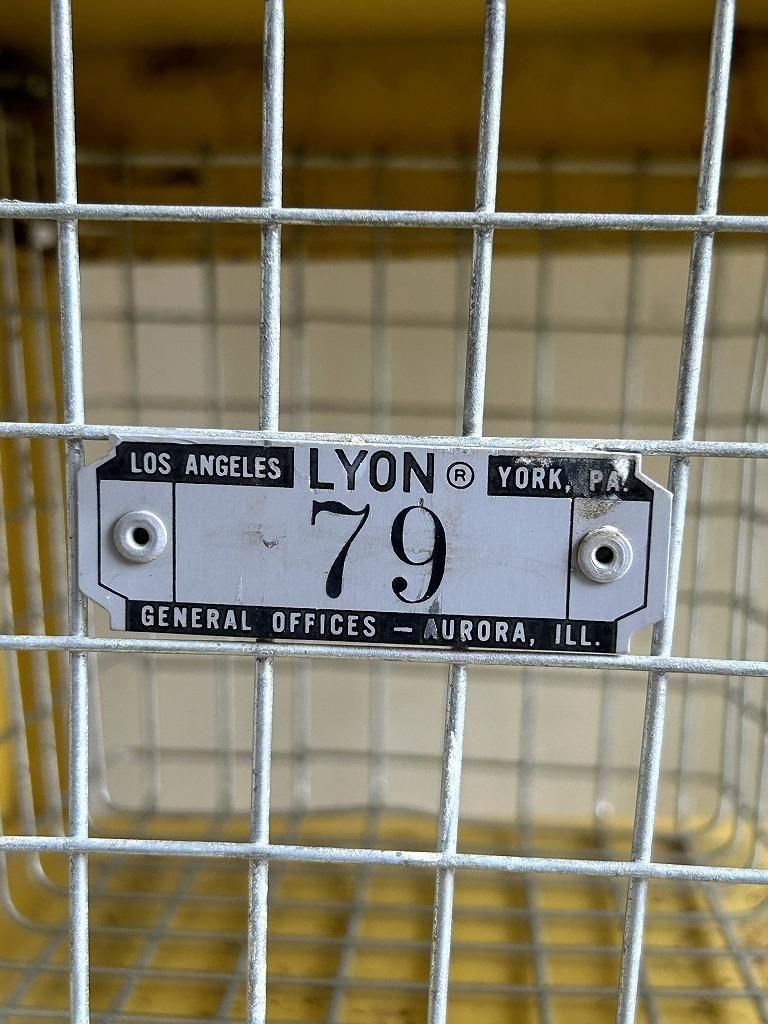 LOS ANGELES LYON ® YORK, PA.
79
GENERAL OFFICES — AURORA, ILL.